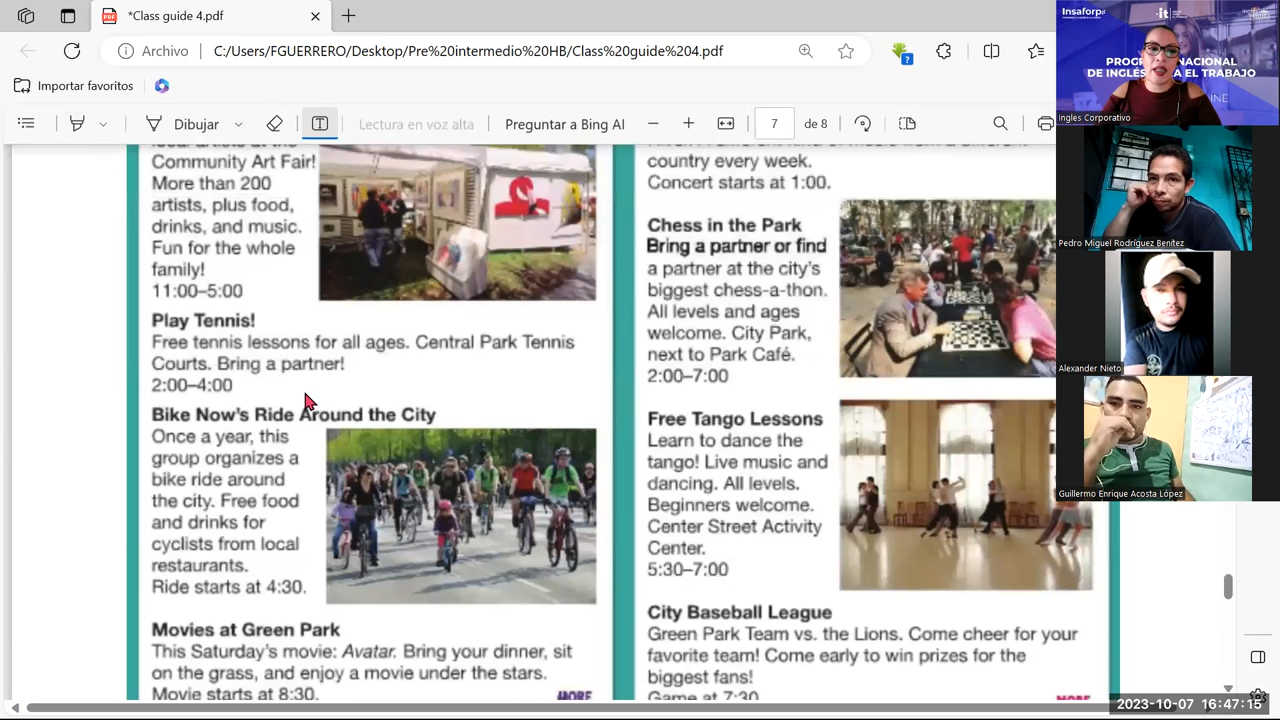 *Class guide 4.pdf
Archivo
C:/Users/FGUERRERO/Desktop/Pre%20intermedio%20HB/Class%20guide%204.pdf
Importar favoritos
Dibujar
Lectura en voz alta
Preguntar a Bing AI
7
de 8
Community Art Fair!
More than 200
artists, plus food,
drinks, and music.
Fun for the whole
family!
11:00–5:00
Play Tennis!
Free tennis lessons for all ages. Central Park Tennis
Courts. Bring a partner!
2:00–4:00
Bike Now's Ride Around the City
Once a year, this
group organizes a
bike ride around
the city. Free food
and drinks for
cyclists from local
restaurants.
Ride starts at 4:30.
Movies at Green Park
This Saturday's movie: Avatar. Bring your dinner, sit
on the grass, and enjoy a movie under the stars.
Movie starts at 8:30.
MORE
country every week.
Concert starts at 1:00.
Chess in the Park
Bring a partner or find
a partner at the city's
biggest chess-a-thon.
All levels and ages
welcome. City Park,
next to Park Café.
2:00–7:00
Free Tango Lessons
Learn to dance the
tango! Live music and
dancing. All levels.
Beginners welcome.
Center Street Activity
Center.
5:30–7:00
City Baseball League
Green Park Team vs. the Lions. Come cheer for your
favorite team! Come early to win prizes for the
biggest fans!
Game at 7:30
MORE
Insaforp
DE INGLÉS A EL TRABAJO
Ingles Corporativo
Pedro Miguel Rodríguez Benítez
Alexander Nieto
Guillermo Enrique Acosta López
2023-10-07 16:47:15